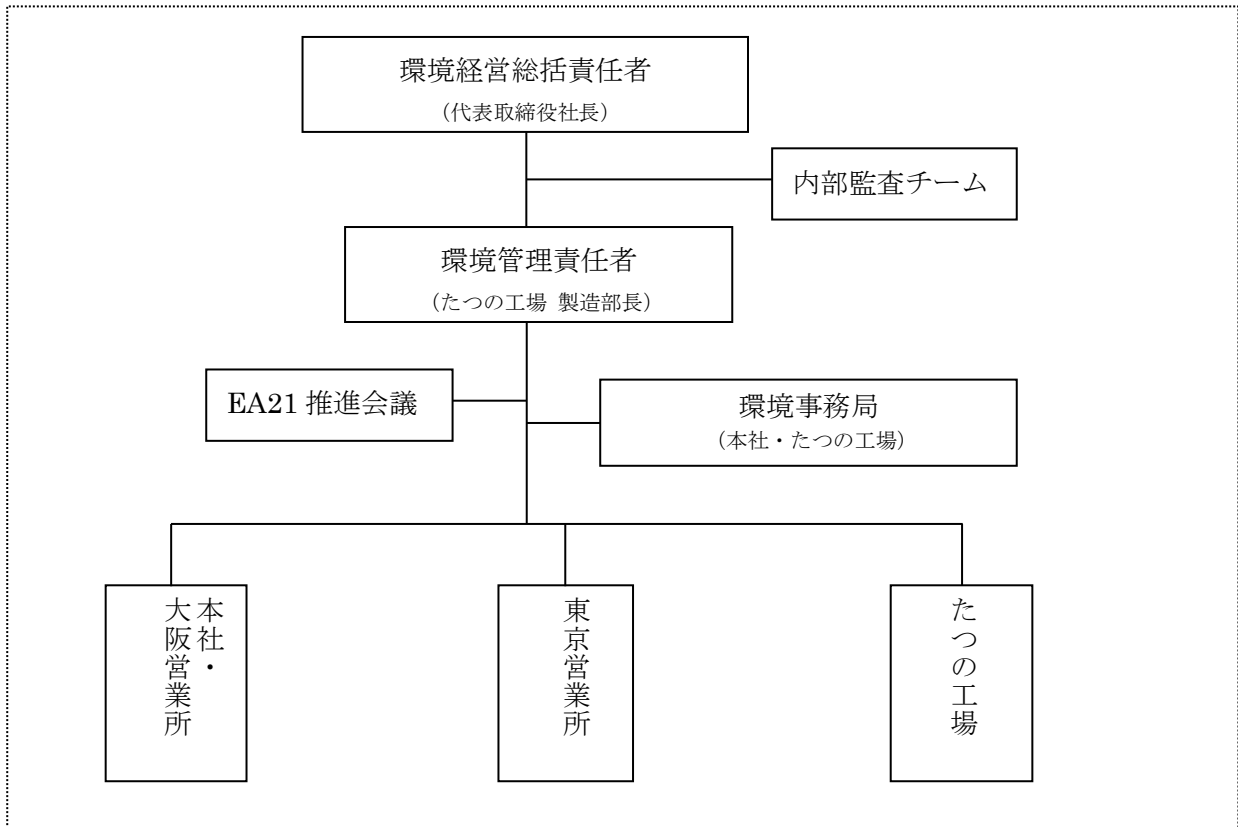 環境経営総括責任者
（代表取締役社長）
内部監査チーム
環境管理責任者
（たつの工場 製造部長）
EA21 推進会議
環境事務局
（本社・たつの工場）
本社・
大阪営業所
東京営業所
たつの工場